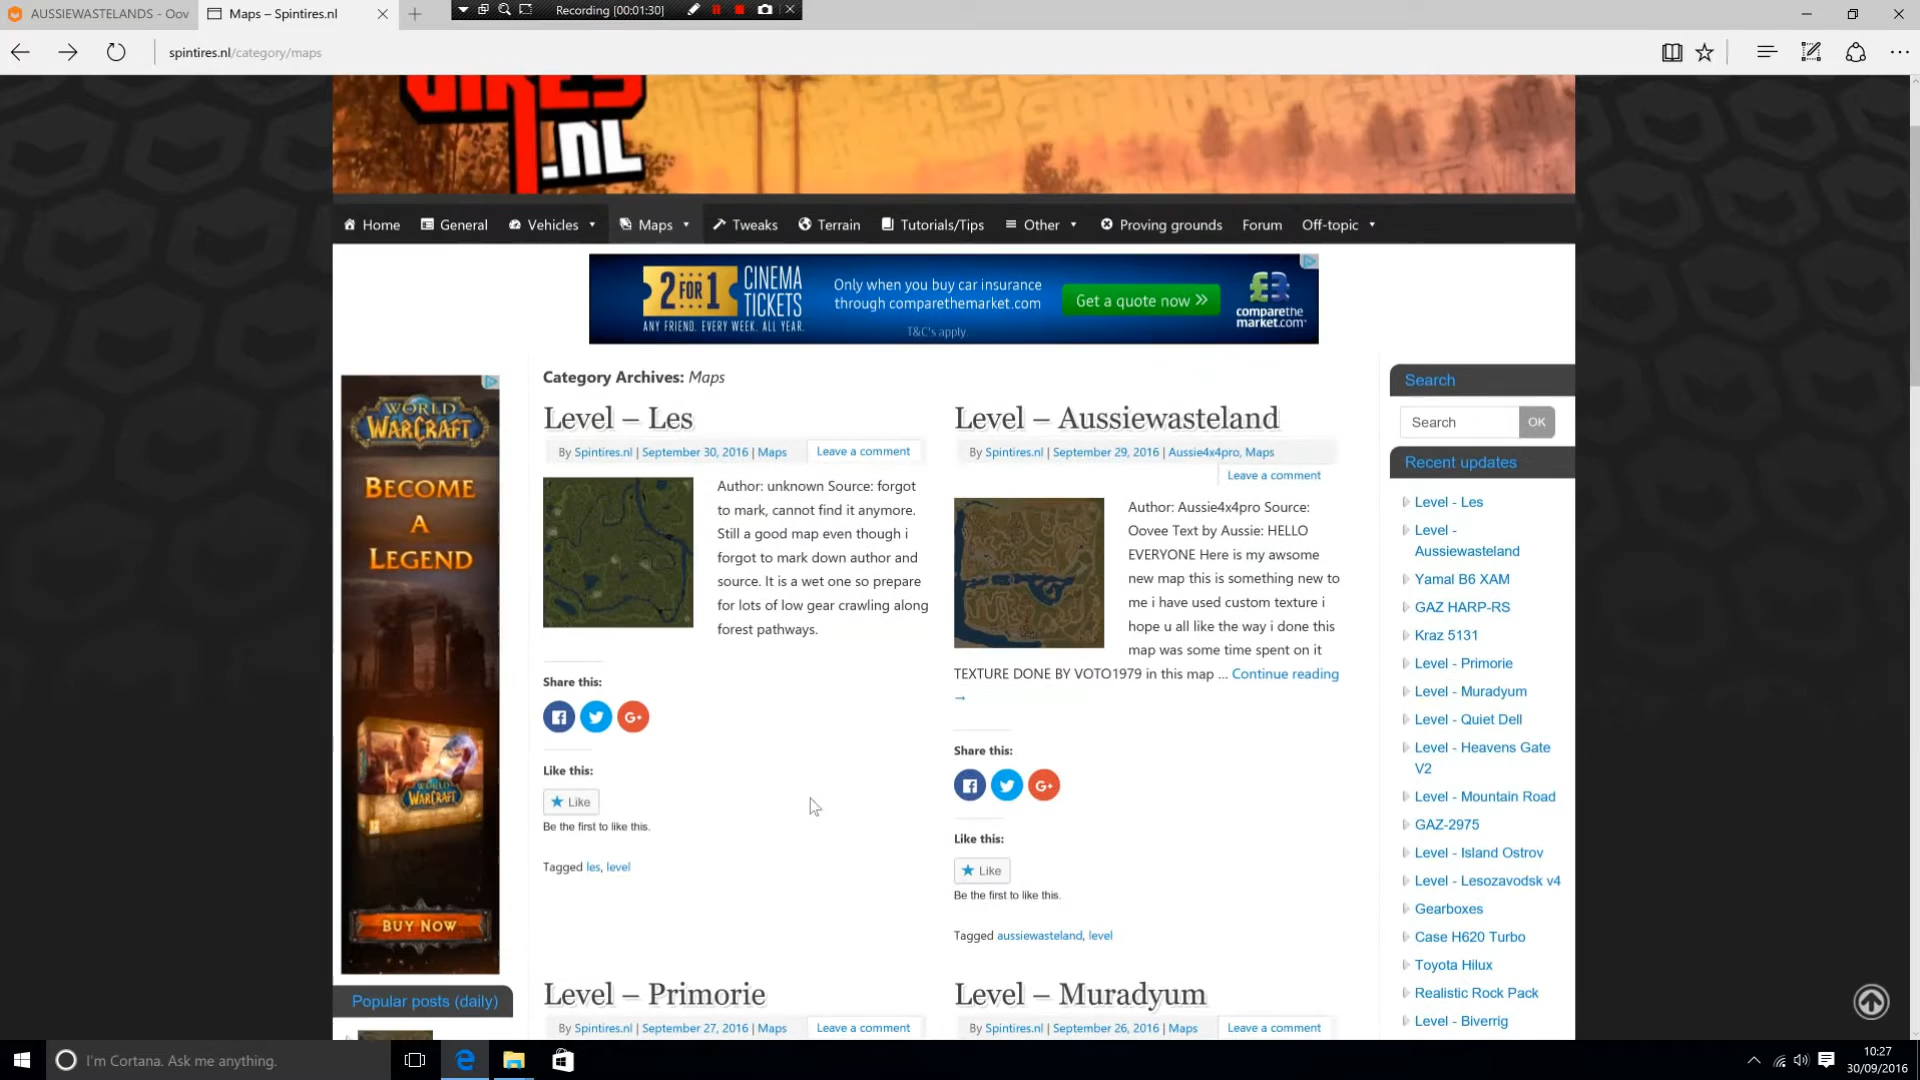 AUSSIEWASTELANDS - Oov
Maps – Spintires.nl
Recording [00:01:30]
spintires.nl/category/maps
TIRES
.NL
Home
General
Vehicles
Maps
Tweaks
Terrain
Tutorials/Tips
Other
Proving grounds
Forum
Off-topic
2 FOR 1 CINEMA TICKETS
ANY FRIEND. EVERY WEEK. ALL YEAR.
Only when you buy car insurance
through comparethemarket.com
T&C's apply.
Get a quote now »
compare
the
market.com
WORLD
OF
WARCRAFT
BECOME
A
LEGEND
WORLD
WARCRAFT
BUY NOW
Popular posts (daily)
Category Archives: Maps
Level – Les
By Spintires.nl | September 30, 2016 | Maps
Leave a comment
Author: unknown Source: forgot
to mark, cannot find it anymore.
Still a good map even though i
forgot to mark down author and
source. It is a wet one so prepare
for lots of low gear crawling along
forest pathways.
Share this:
Like this:
Like
Be the first to like this.
Tagged les, level
Level – Aussiewasteland
By Spintires.nl | September 29, 2016 | Aussie4x4pro, Maps
Leave a comment
Author: Aussie4x4pro Source:
Oovee Text by Aussie: HELLO
EVERYONE Here is my awsome
new map this is something new to
me i have used custom texture i
hope u all like the way i done this
map was some time spent on it
TEXTURE DONE BY VOTO1979 in this map ... Continue reading
→
Share this:
Like this:
Like
Be the first to like this.
Tagged aussiewasteland, level
Level – Primorie
By Spintires.nl | September 27, 2016 | Maps
Leave a comment
Level – Muradyum
By Spintires.nl | September 26, 2016 | Maps
Leave a comment
Search
Search
OK
Recent updates
Level - Les
Level -
Aussiewasteland
Yamal B6 XAM
GAZ HARP-RS
Kraz 5131
Level - Primorie
Level - Muradyum
Level - Quiet Dell
Level - Heavens Gate
V2
Level - Mountain Road
GAZ-2975
Level - Island Ostrov
Level - Lesozavodsk v4
Gearboxes
Case H620 Turbo
Toyota Hilux
Realistic Rock Pack
Level - Biverrig
I'm Cortana. Ask me anything.
10:27
30/09/2016